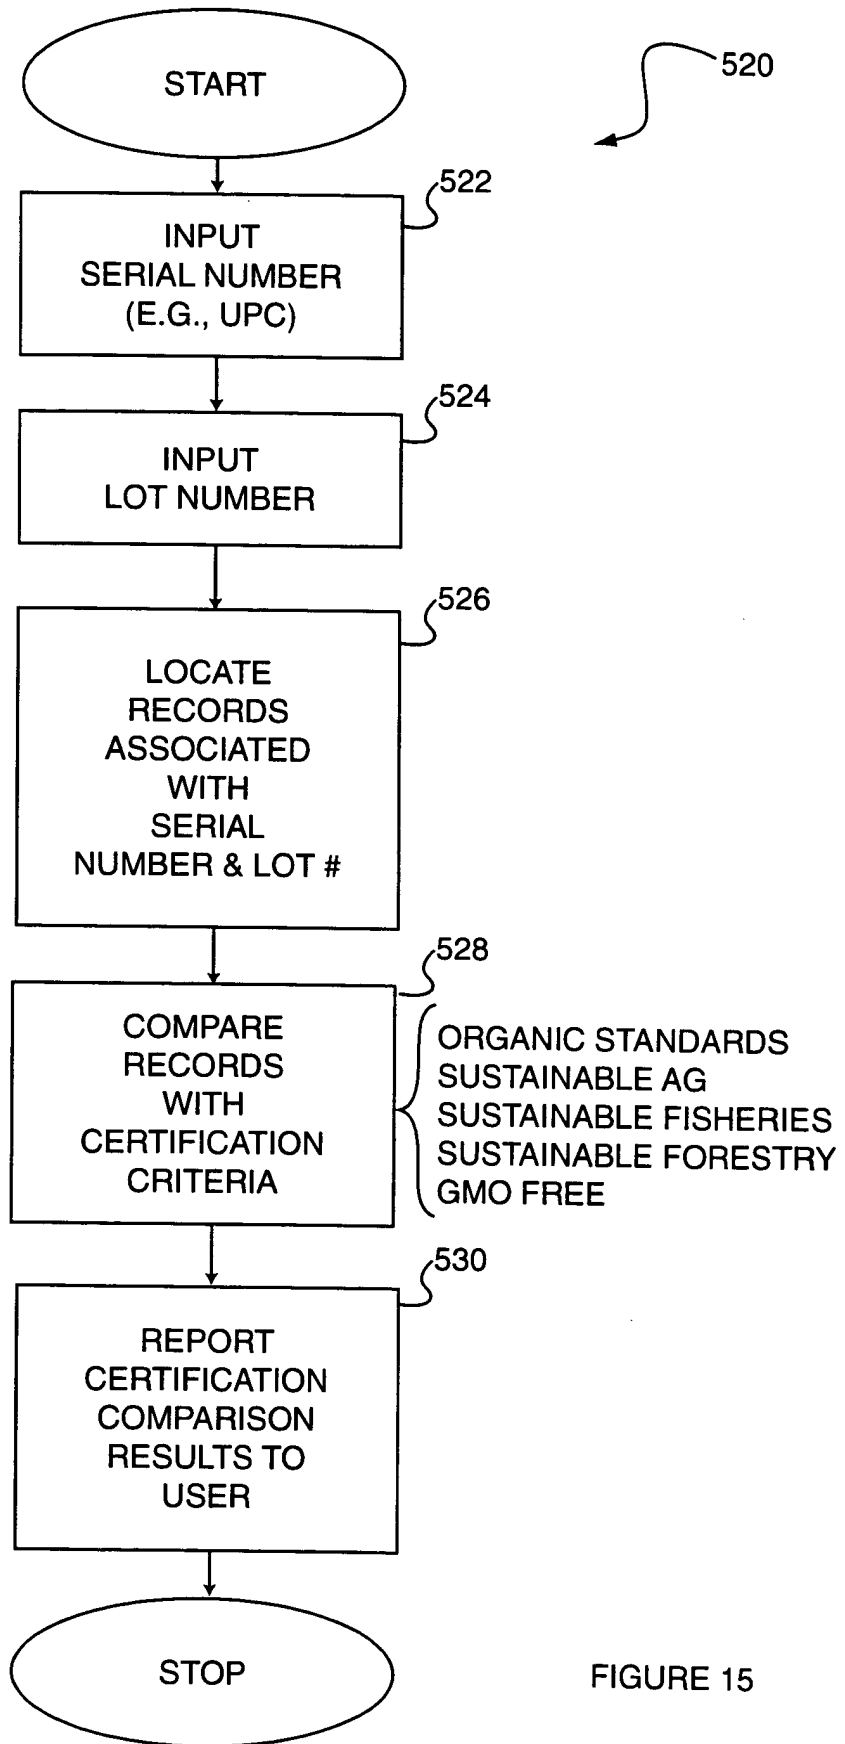 START
520
522
INPUT
SERIAL NUMBER
(E.G., UPC)
524
INPUT
LOT NUMBER
526
LOCATE
RECORDS
ASSOCIATED
WITH
SERIAL
NUMBER & LOT #
528
COMPARE
RECORDS
WITH
CERTIFICATION
CRITERIA
ORGANIC STANDARDS
SUSTAINABLE AG
SUSTAINABLE FISHERIES
SUSTAINABLE FORESTRY
GMO FREE
530
REPORT
CERTIFICATION
COMPARISON
RESULTS TO
USER
STOP
FIGURE 15